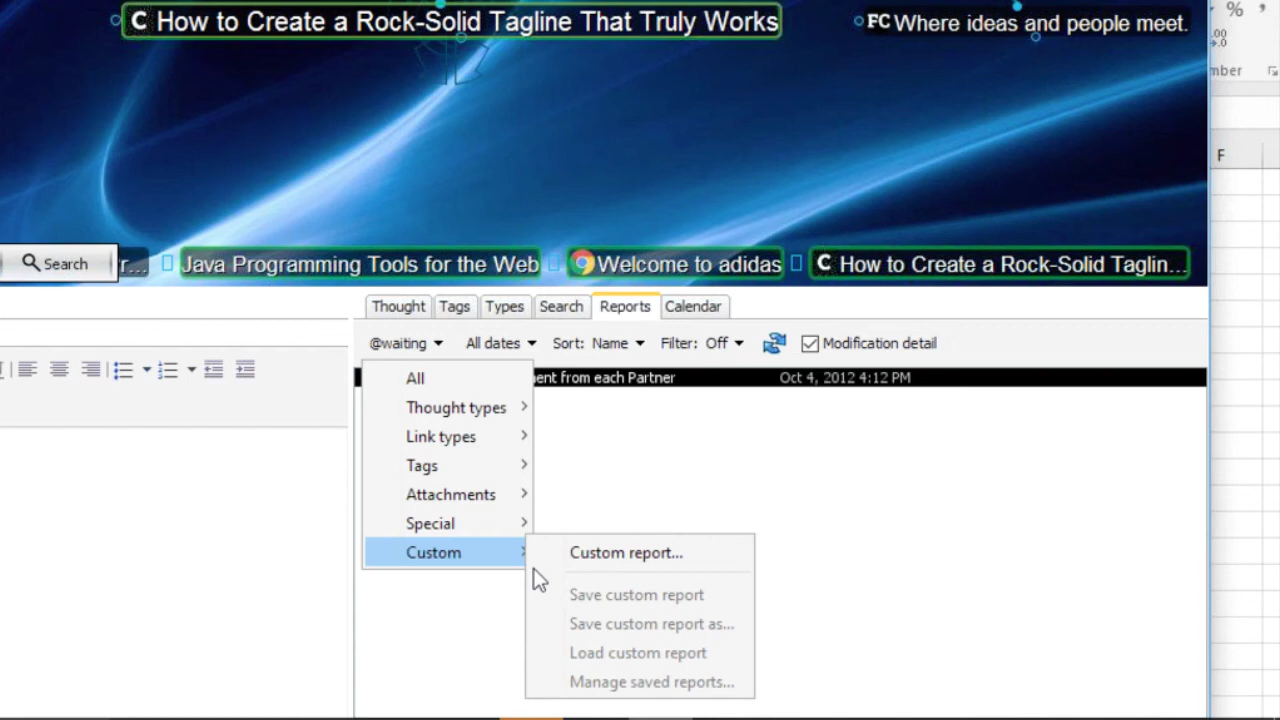 C How to Create a Rock-Solid Tagline That Truly Works
FC Where ideas and people meet.
%
,
.00
.0
mber
F
Search
r...
Java Programming Tools for the Web
Welcome to adidas
C How to Create a Rock-Solid Taglin...
Thought
Tags
Types
Search
Reports
Calendar
@waiting
All dates
Sort: Name
Filter: Off
Modification detail
ent from each Partner
Oct 4, 2012 4:12 PM
All
Thought types
Link types
Tags
Attachments
Special
Custom
Custom report...
Save custom report
Save custom report as...
Load custom report
Manage saved reports...